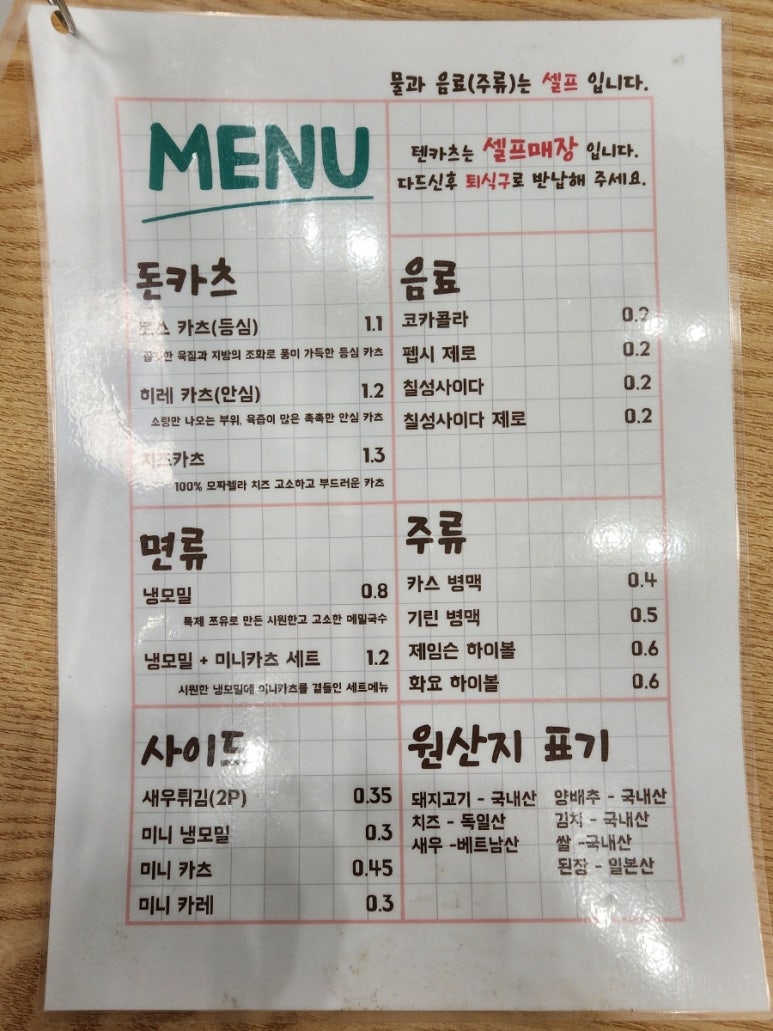 물과 음료(주류)는 셀프 입니다.
MENU
텐카츠는 셀프매장 입니다.
다드신후 퇴식구로 반납해 주세요.
돈카츠
카츠(등심) 1.1
육질과 지방의 조화로 풍미 가득한 등심 카츠
히레 카츠(안심) 1.2
소량만 나오는 부위, 육즙이 많은 촉촉한 안심 카츠
치즈카츠 1.3
100% 모짜렐라 치즈 고소하고 부드러운 카츠
음료
코카콜라 0.2
펩시 제로 0.2
칠성사이다 0.2
칠성사이다 제로 0.2
면류
냉모밀 0.8
특제 쯔유로 만든 시원한고 고소한 메밀국수
냉모밀 + 미니카츠 세트 1.2
시원한 냉모밀에 미니카츠를 곁들인 세트메뉴
주류
카스 병맥 0.4
기린 병맥 0.5
제임슨 하이볼 0.6
화요 하이볼 0.6
사이드
새우튀김(2P) 0.35
미니 냉모밀 0.3
미니 카츠 0.45
미니 카레 0.3
원산지 표기
돼지고기 - 국내산 양배추 - 국내산
치즈 - 독일산 김치 - 국내산
새우 -베트남산 쌀 -국내산
된장 - 일본산